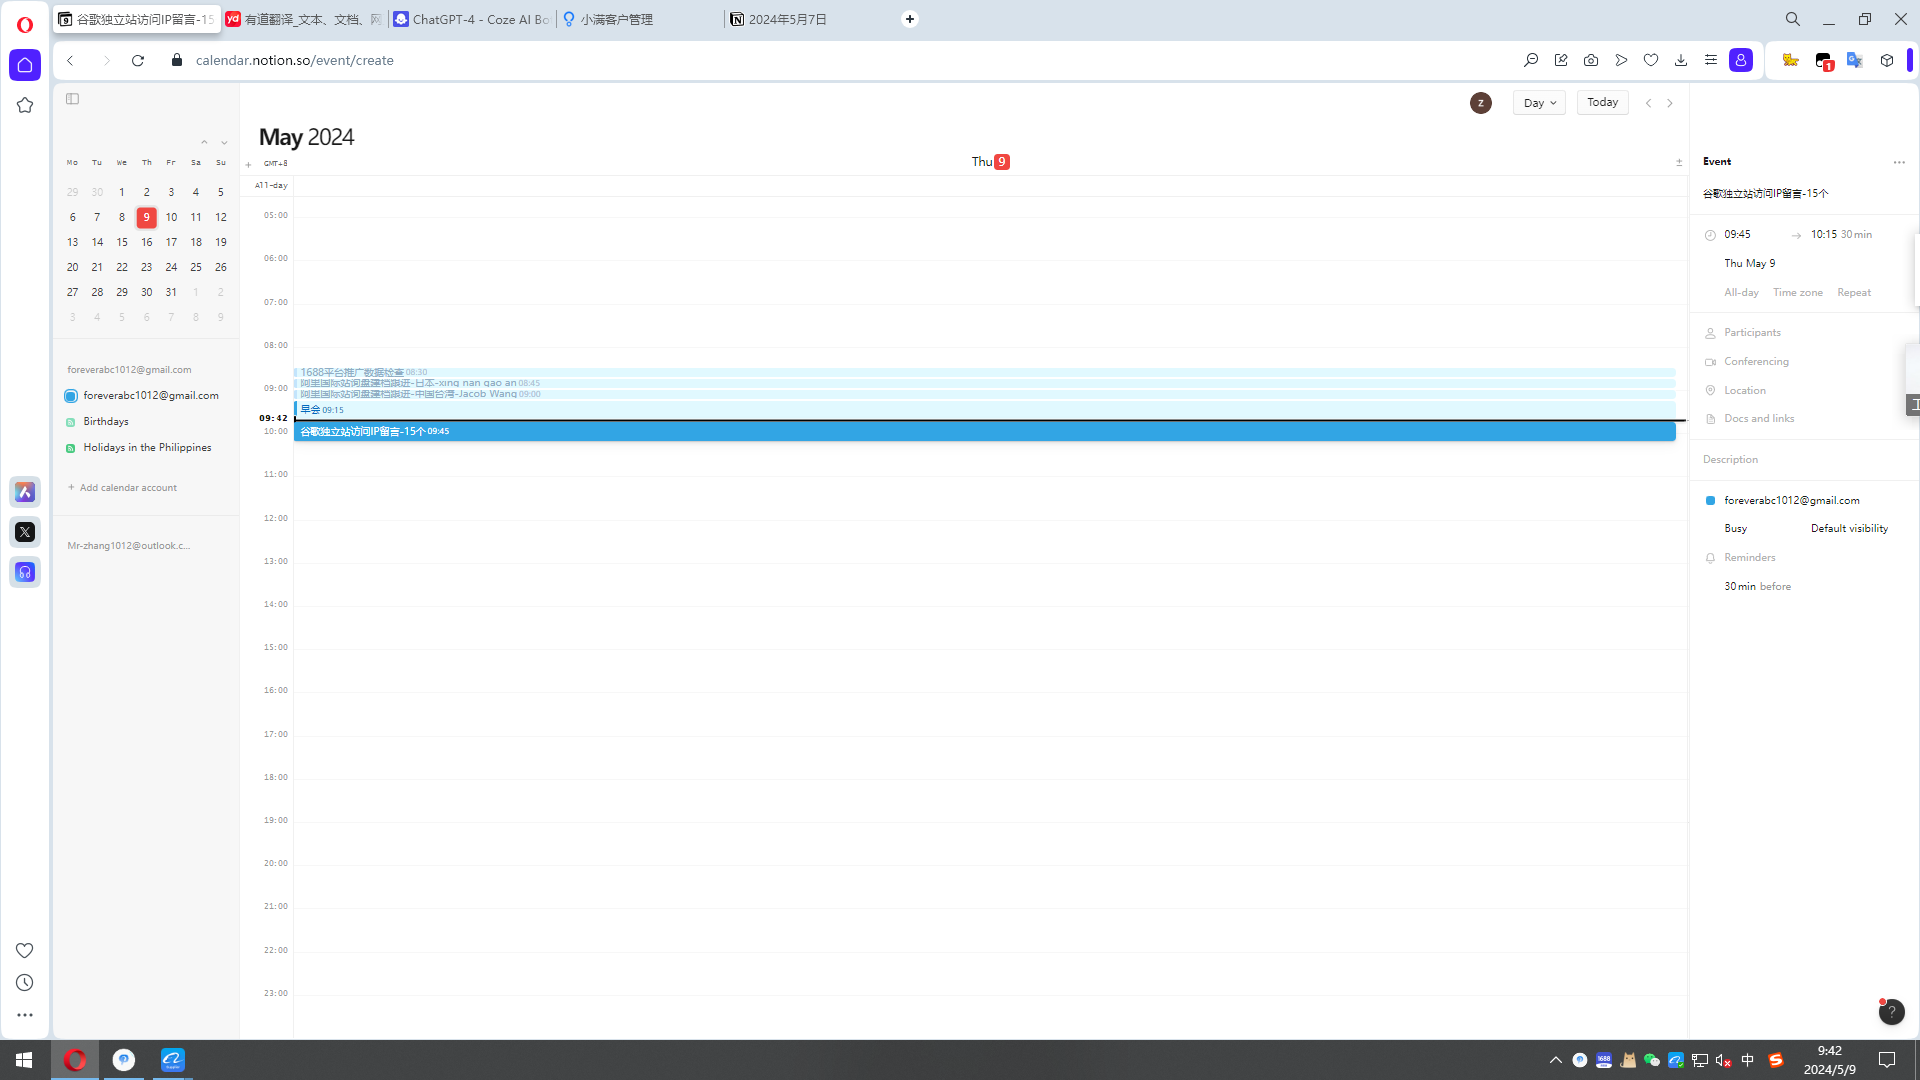 谷歌独立站访问IP留言-15
有道翻译_文本、文档、网
ChatGPT-4 - Coze AI Bo
小满客户管理
2024年5月7日
calendar.notion.so/event/create
1
Z
Day
Today
May 2024
Mo Tu We Th Fr Sa Su
29 30 1 2 3 4 5
6 7 8 9 10 11 12
13 14 15 16 17 18 19
20 21 22 23 24 25 26
27 28 29 30 31 1 2
3 4 5 6 7 8 9
foreverabc1012@gmail.com
foreverabc1012@gmail.com
Birthdays
Holidays in the Philippines
+ Add calendar account
Mr-zhang1012@outlook.c...
GMT+8
Thu 9
All-day
05:00
06:00
07:00
08:00
1688平台推广数据检查 08:30
阿里国际站询盘建档跟进-日本-xing nan gao an 08:45
09:00
阿里国际站询盘建档跟进-中国台湾-Jacob Wang 09:00
早会 09:15
09:42
10:00
谷歌独立站访问IP留言-15个 09:45
11:00
12:00
13:00
14:00
15:00
16:00
17:00
18:00
19:00
20:00
21:00
22:00
23:00
Event
谷歌独立站访问IP留言-15个
09:45 → 10:15 30 min
Thu May 9
All-day Time zone Repeat
Participants
Conferencing
Location
Docs and links
Description
foreverabc1012@gmail.com
Busy Default visibility
Reminders
30 min before
?
1688
中
9:42
2024/5/9